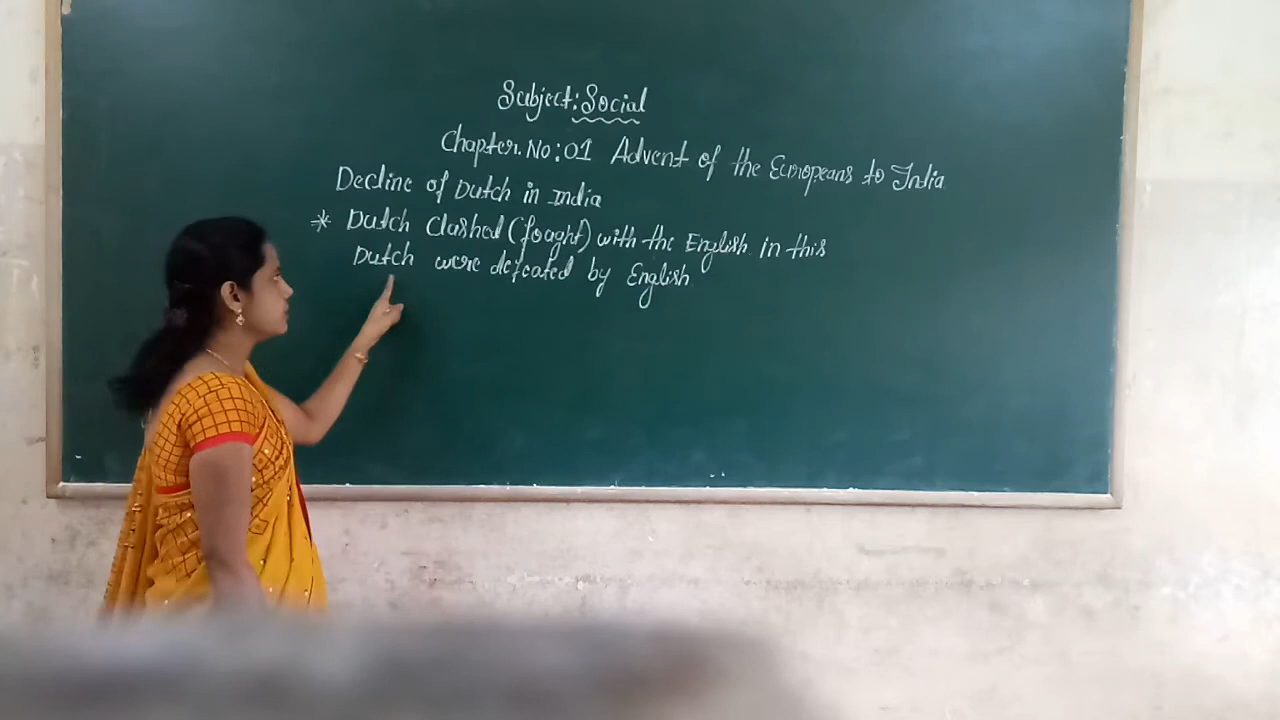 Subject: Social
Chapter. No: 01 Advent of the Europeans to India
Decline of Dutch in India
* Dutch Clashed (fought) with the English in this
Dutch were defeated by English